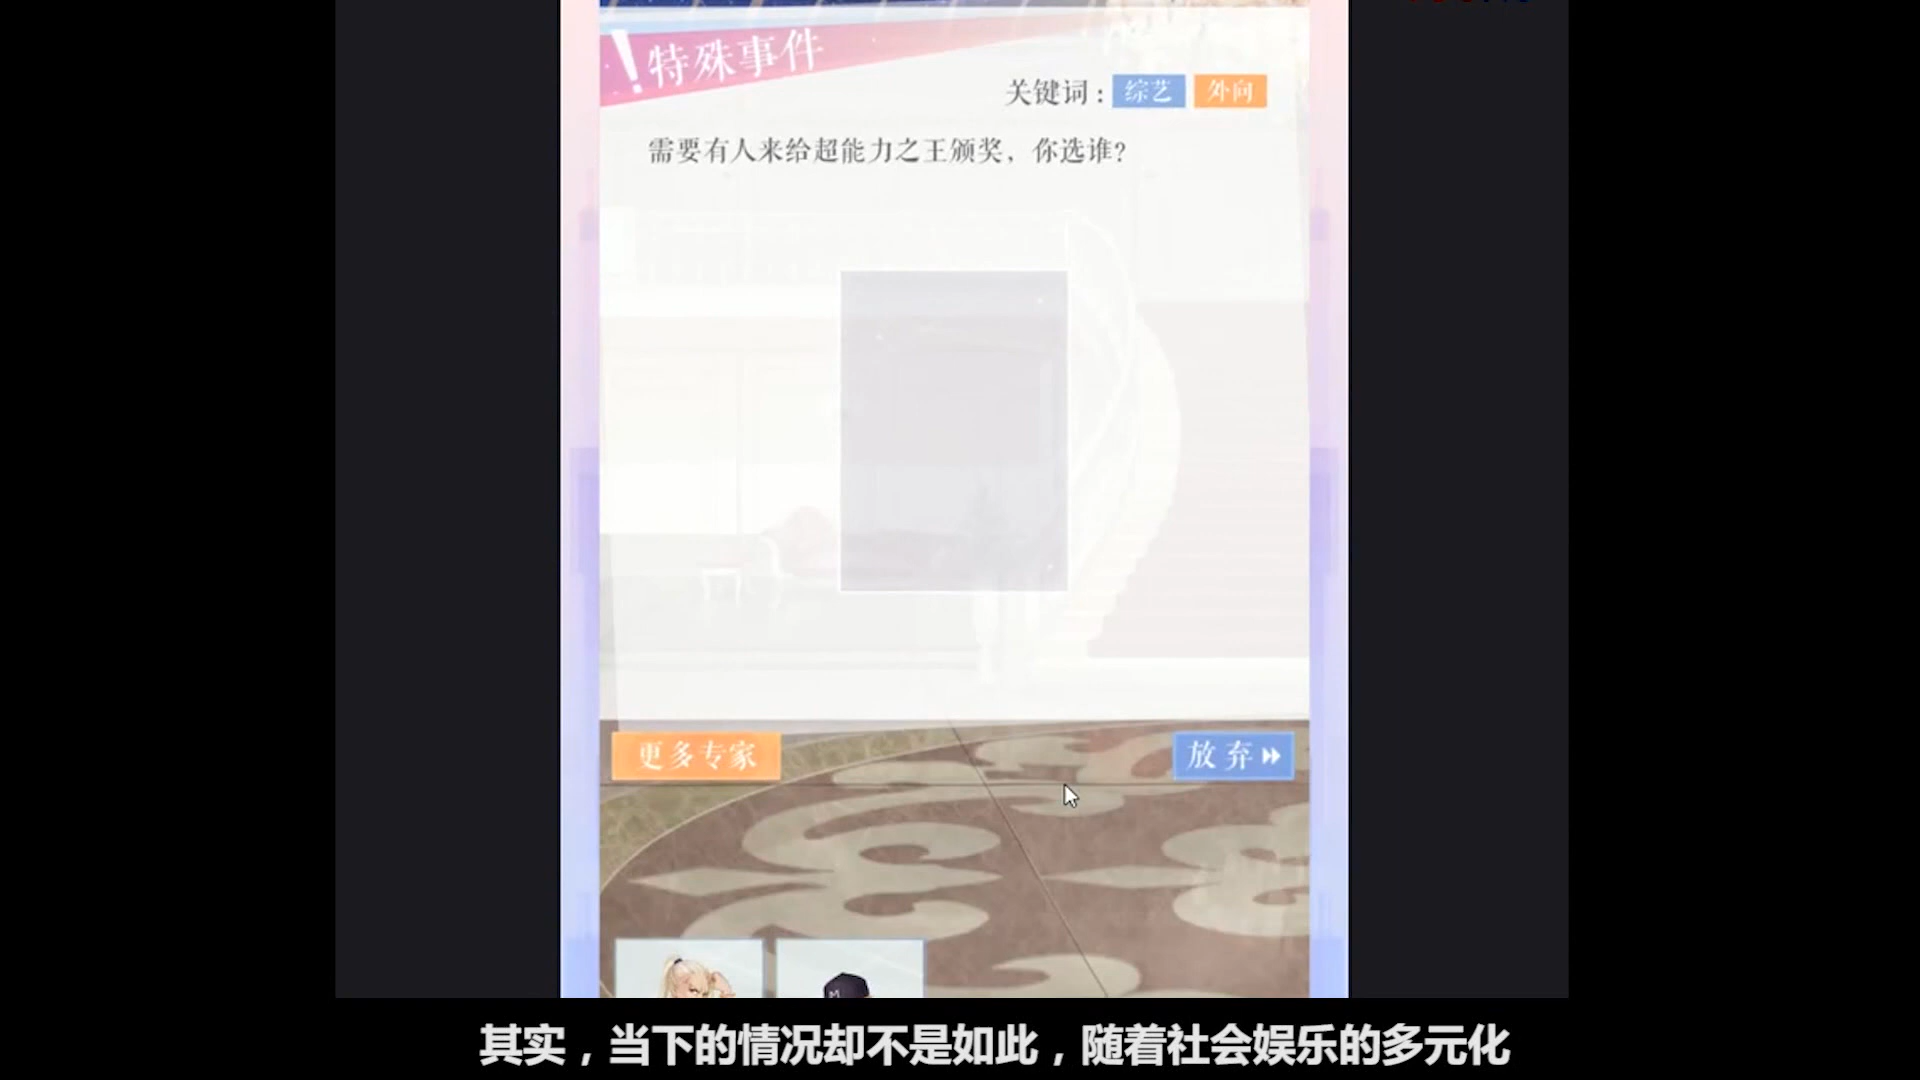 ！特殊事件
关键词：综艺 外向
需要有人来给超能力之王颁奖，你选谁？
更多专家
放弃
M
其实，当下的情况却不是如此，随着社会娱乐的多元化